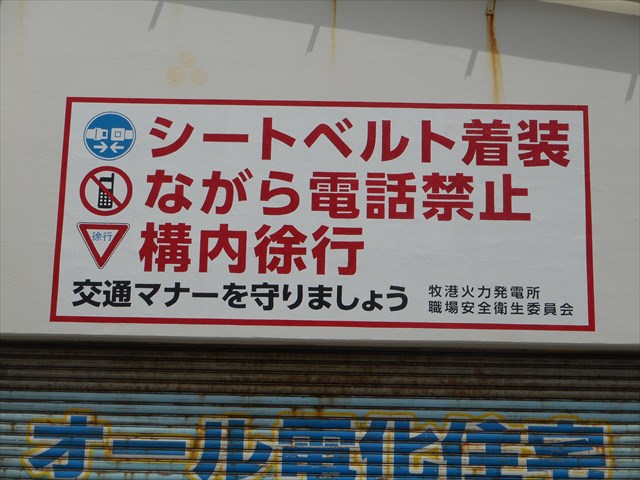 シートベルト着装
ながら電話禁止
徐行
構内徐行
交通マナーを守りましょう
牧港火力発電所
職場安全衛生委員会
オール電化住宅